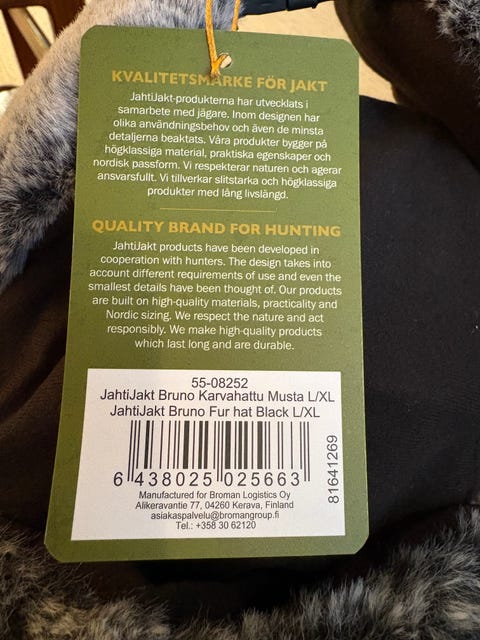 KVALITETSMÄRKE FÖR JAKT
JahtiJakt-produkterna har utvecklats i
samarbete med jägare. Inom designen har
olika användningsbehov och även de minsta
detaljerna beaktats. Våra produkter bygger på
högklassiga material, praktiska egenskaper och
nordisk passform. Vi respekterar naturen och agerar
ansvarsfullt. Vi tillverkar slitstarka och högklassiga
produkter med lång livslängd.
QUALITY BRAND FOR HUNTING
JahtiJakt products have been developed in
cooperation with hunters. The design takes into
account different requirements of use and even the
smallest details have been thought of. Our products
are built on high-quality materials, practicality and
Nordic sizing. We respect the nature and act
responsibly. We make high-quality products
which last long and are durable.
55-08252
JahtiJakt Bruno Karvahattu Musta L/XL
JahtiJakt Bruno Fur hat Black L/XL
6 438025 025663
81641269
Manufactured for Broman Logistics Oy
Alikeravantie 77, 04260 Kerava, Finland
asiakaspalvelu@bromangroup.fi
Tel.: +358 30 62120